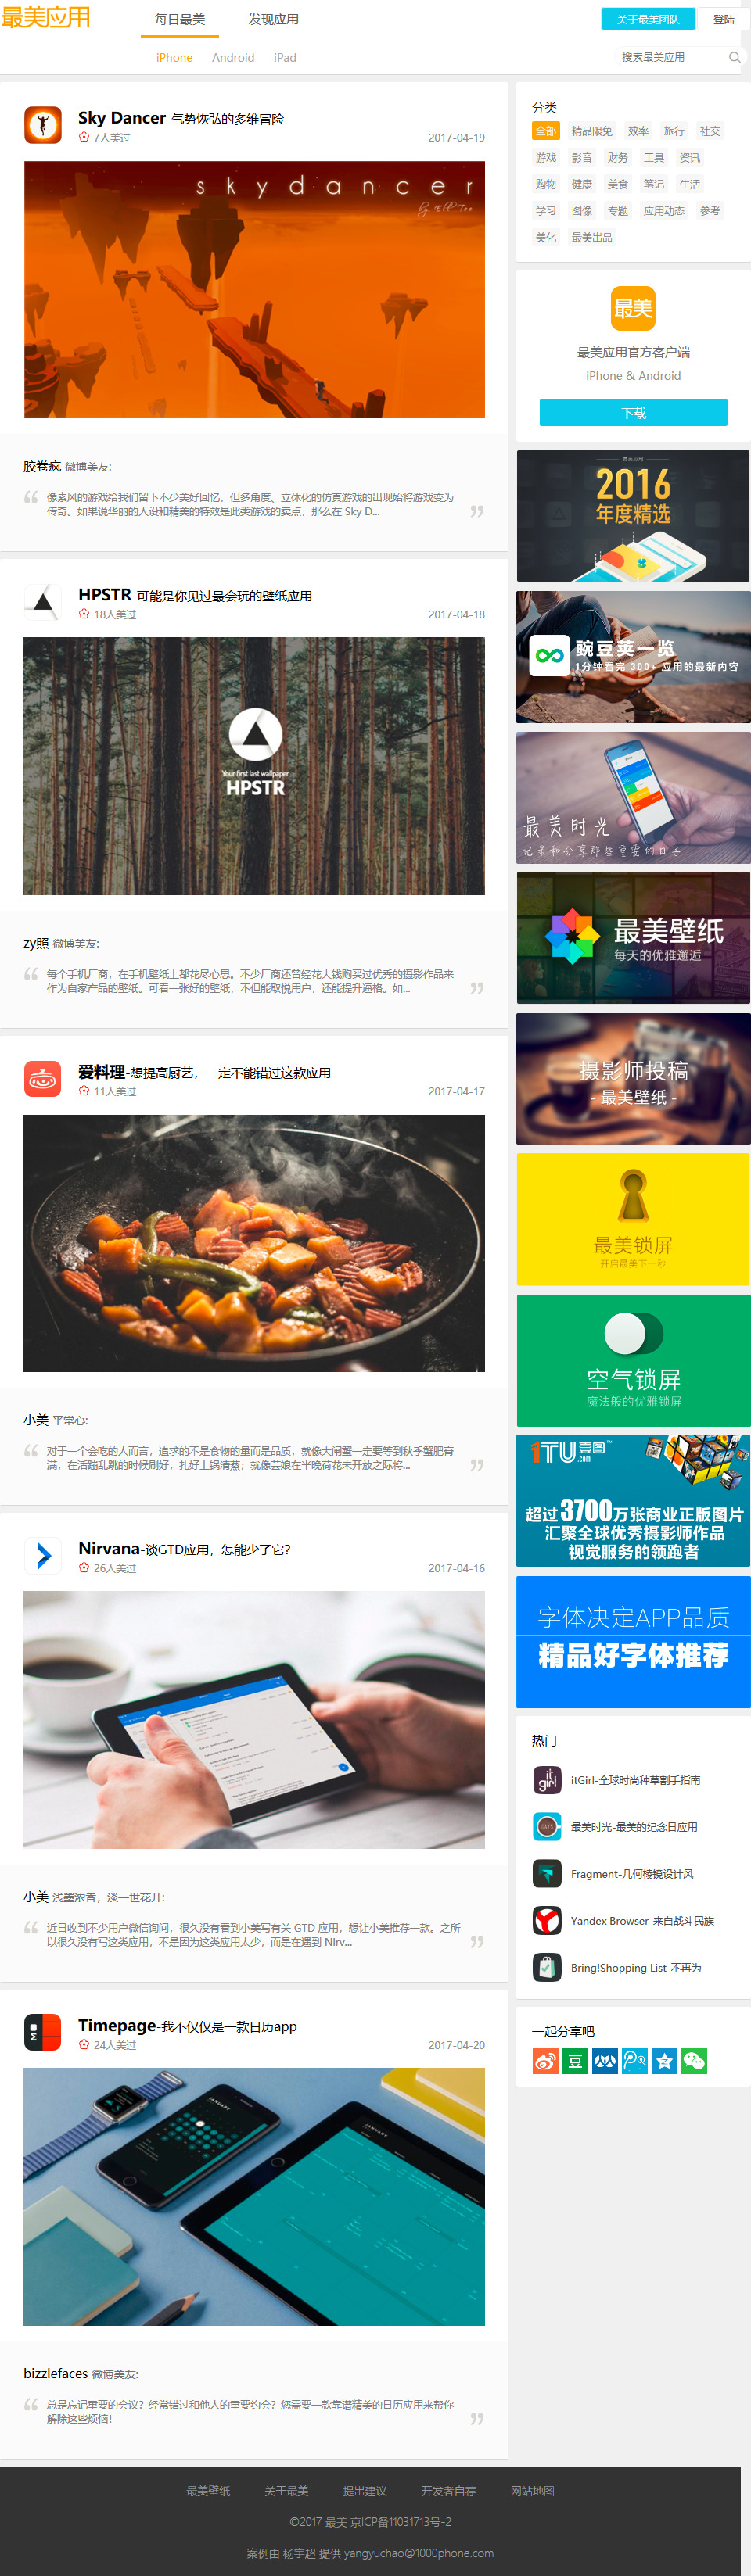 最美应用
每日最美
发现应用
关于最美团队
登陆
iPhone
Android
iPad
搜索最美应用
Sky Dancer-气势恢弘的多维冒险
7人美过
2017-04-19
skydancer
胶卷疯 微博美友:
像素风的游戏给我们留下不少美好回忆，但多角度、立体化的仿真游戏的出现始将游戏变为
传奇。如果说华丽的人设和精美的特效是此类游戏的卖点，那么在 Sky D...
HPSTR-可能是你见过最会玩的壁纸应用
18人美过
2017-04-18
Your first last wallpaper
HPSTR
zy照 微博美友:
每个手机厂商，在手机壁纸上都花尽心思。不少厂商还曾经花大钱购买过优秀的摄影作品来
作为自家产品的壁纸。可看一张好的壁纸，不但能取悦用户，还能提升逼格。如...
爱料理-想提高厨艺，一定不能错过这款应用
11人美过
2017-04-17
小美 平常心:
对于一个会吃的人而言，追求的不是食物的量而是品质，就像大闸蟹一定要等到秋季蟹肥膏
满，在活蹦乱跳的时候刷好，扎好上锅清蒸；就像芸娘在半晚荷花未开放之际将...
Nirvana-谈GTD应用，怎能少了它?
26人美过
2017-04-16
小美 浅墨浓香，淡一世花开:
近日收到不少用户微信询问，很久没有看到小美写有关 GTD 应用，想让小美推荐一款。之所
以很久没有写这类应用，不是因为这类应用太少，而是在遇到 Nirv...
Timepage-我不仅仅是一款日历app
24人美过
2017-04-20
bizzlefaces 微博美友:
总是忘记重要的会议？经常错过和他人的重要约会？您需要一款靠谱精美的日历应用来帮你
解除这些烦恼！
分类
全部 精品限免 效率 旅行 社交
游戏 影音 财务 工具 资讯
购物 健康 美食 笔记 生活
学习 图像 专题 应用动态 参考
美化 最美出品
最美
最美应用官方客户端
iPhone & Android
下载
最美应用
2016
年度精选
豌豆荚一览
1分钟看完 300+ 应用的最新内容
最美时光
记录和分享那些重要的日子
最美壁纸
每天的优雅邂逅
摄影师投稿
- 最美壁纸 -
最美锁屏
开启最美下一秒
空气锁屏
魔法般的优雅锁屏
1TU.com 壹图™
超过3700万张商业正版图片
汇聚全球优秀摄影师作品
视觉服务的领跑者
字体决定APP品质
精品好字体推荐
热门
itGirl-全球时尚种草割手指南
最美时光-最美的纪念日应用
Fragment-几何棱镜设计风
Yandex Browser-来自战斗民族
Bring!Shopping List-不再为
一起分享吧
最美壁纸
关于最美
提出建议
开发者自荐
网站地图
©2017 最美 京ICP备11031713号-2
案例由 杨宇超 提供 yangyuchao@1000phone.com